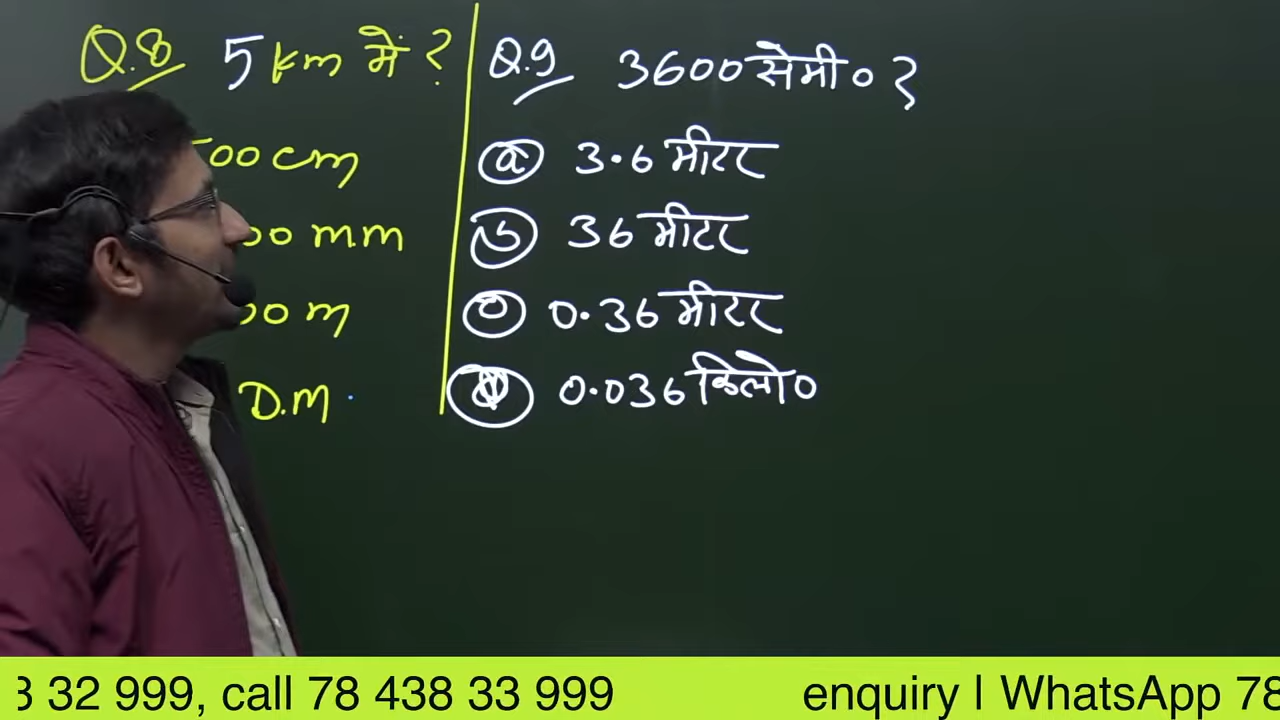 Q.8 5 km में ?
00 cm
00 mm
00 m
D.M
Q.9 3600 सेमी० ?
a 3.6 मीटर
b 36 मीटर
c 0.36 मीटर
0.036 किलो०
32 999, call 78 438 33 999 enquiry | WhatsApp 78